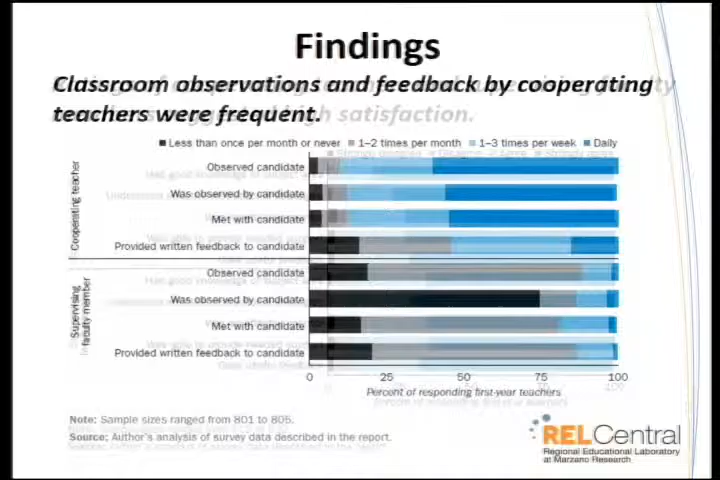 Findings
Classroom observations and feedback by cooperating
teachers were frequent.
Less than once per month or never 1–2 times per month 1–3 times per week Daily
Cooperating teacher
Observed candidate
Was observed by candidate
Met with candidate
Provided written feedback to candidate
Supervising
faculty member
Observed candidate
Was observed by candidate
Met with candidate
Provided written feedback to candidate
0 25 50 75 100
Percent of responding first-year teachers
Note: Sample sizes ranged from 801 to 805.
Source: Author's analysis of survey data described in the report.
RELCentral
Regional Educational Laboratory
at Marzano Research